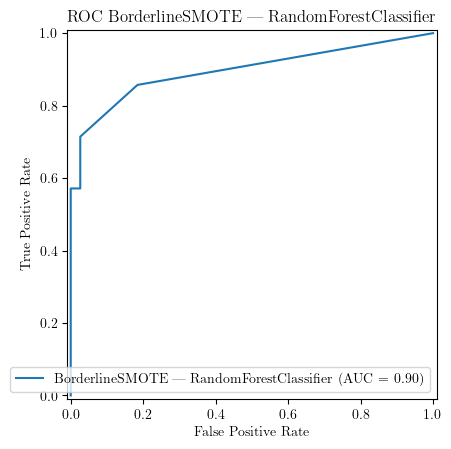 ROC BorderlineSMOTE — RandomForestClassifier
True Positive Rate
1.0
0.8
0.6
0.4
0.2
0.0
BorderlineSMOTE — RandomForestClassifier (AUC = 0.90)
0.0 0.2 0.4 0.6 0.8 1.0
False Positive Rate